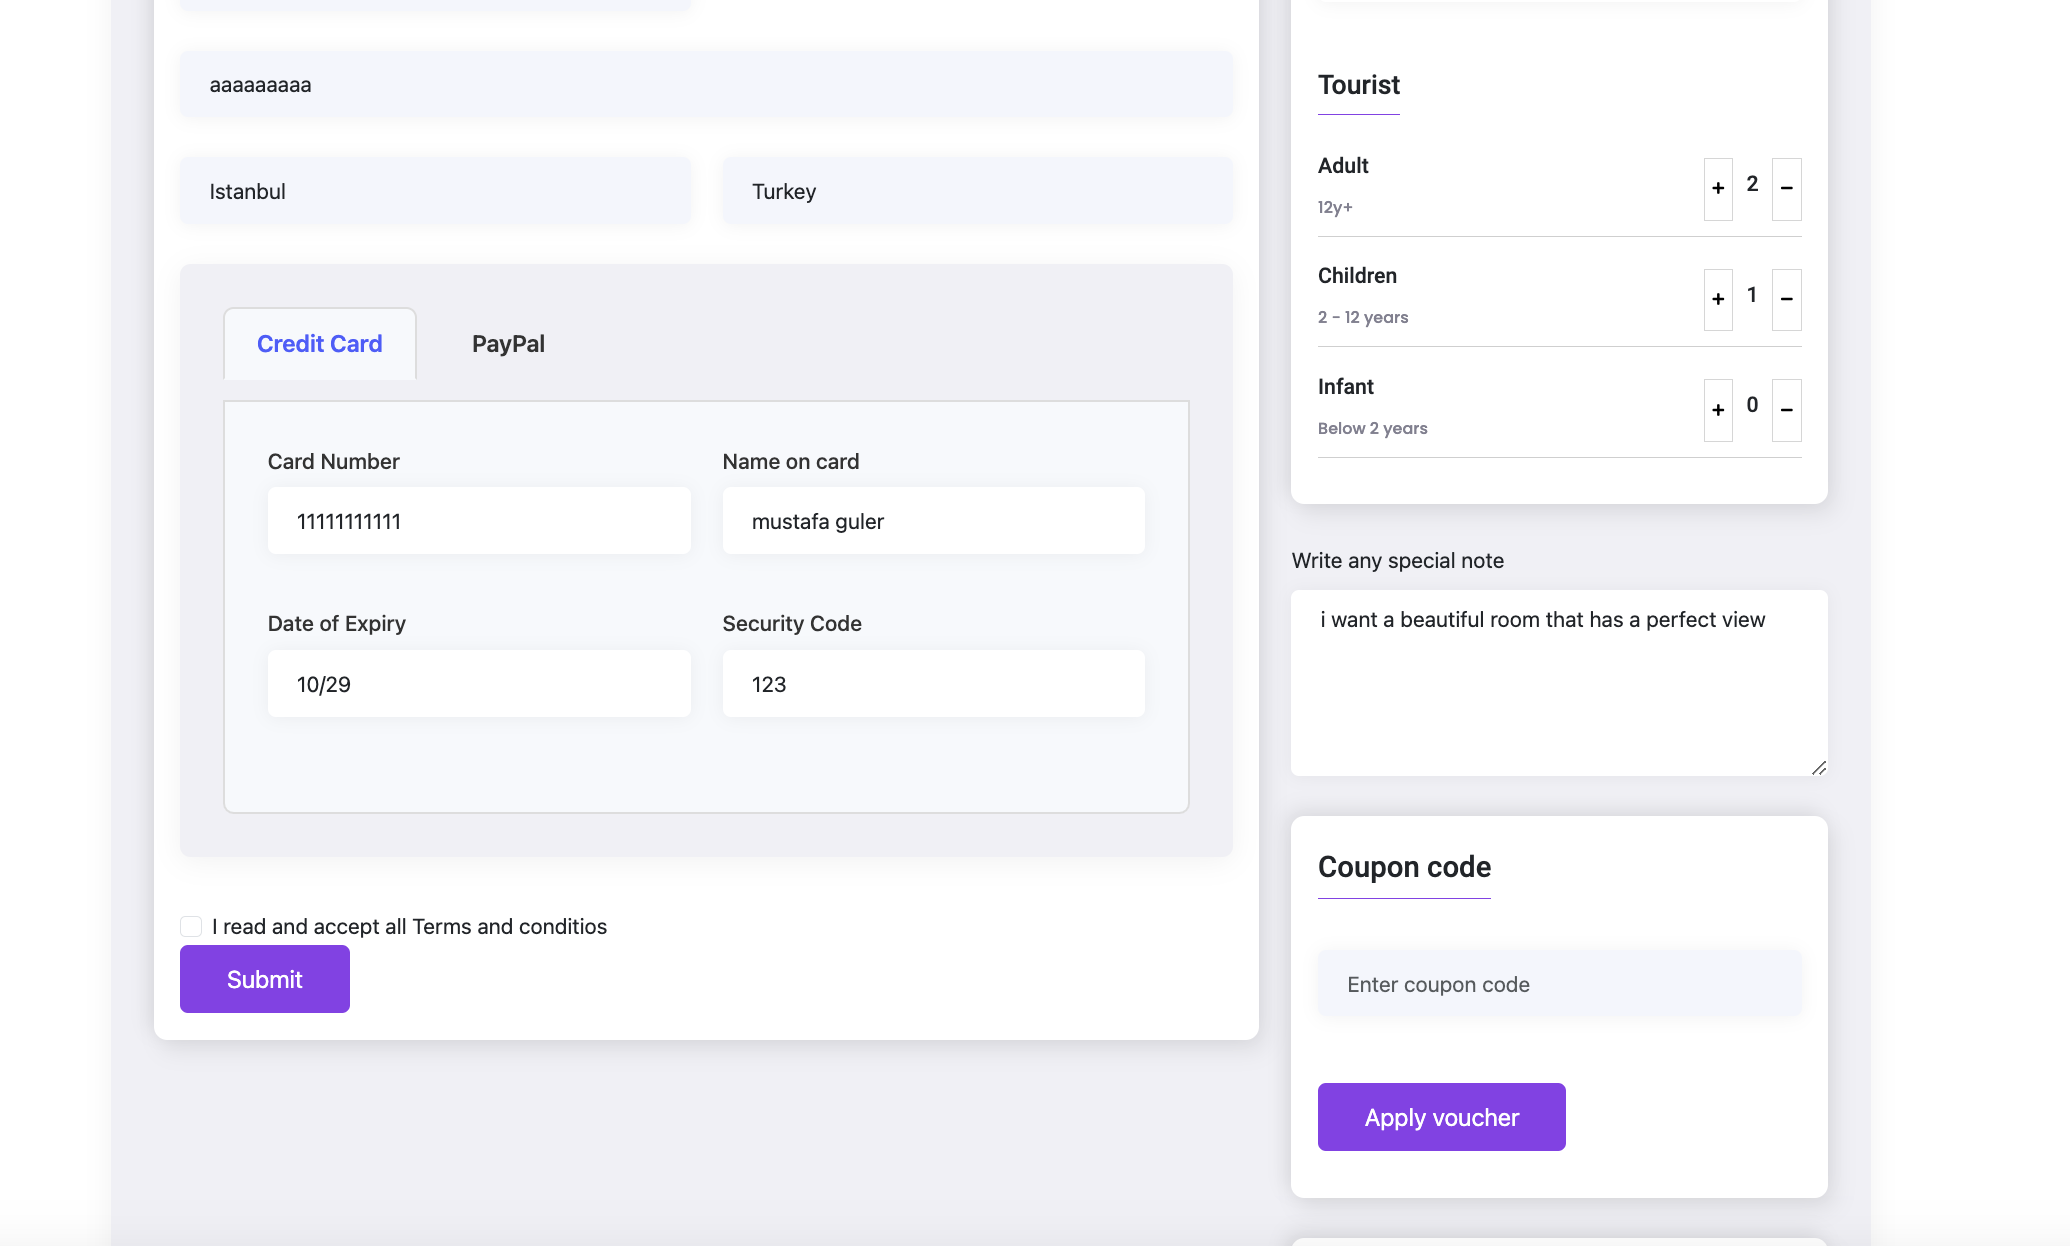 aaaaaaaaa
Istanbul
Turkey
Credit Card
PayPal
Card Number
Name on card
11111111111
mustafa guler
Date of Expiry
Security Code
10/29
123
I read and accept all Terms and conditios
Submit
Tourist
Adult
12y+
+ 2 −
Children
2 - 12 years
+ 1 −
Infant
Below 2 years
+ 0 −
Write any special note
i want a beautiful room that has a perfect view
Coupon code
Enter coupon code
Apply voucher